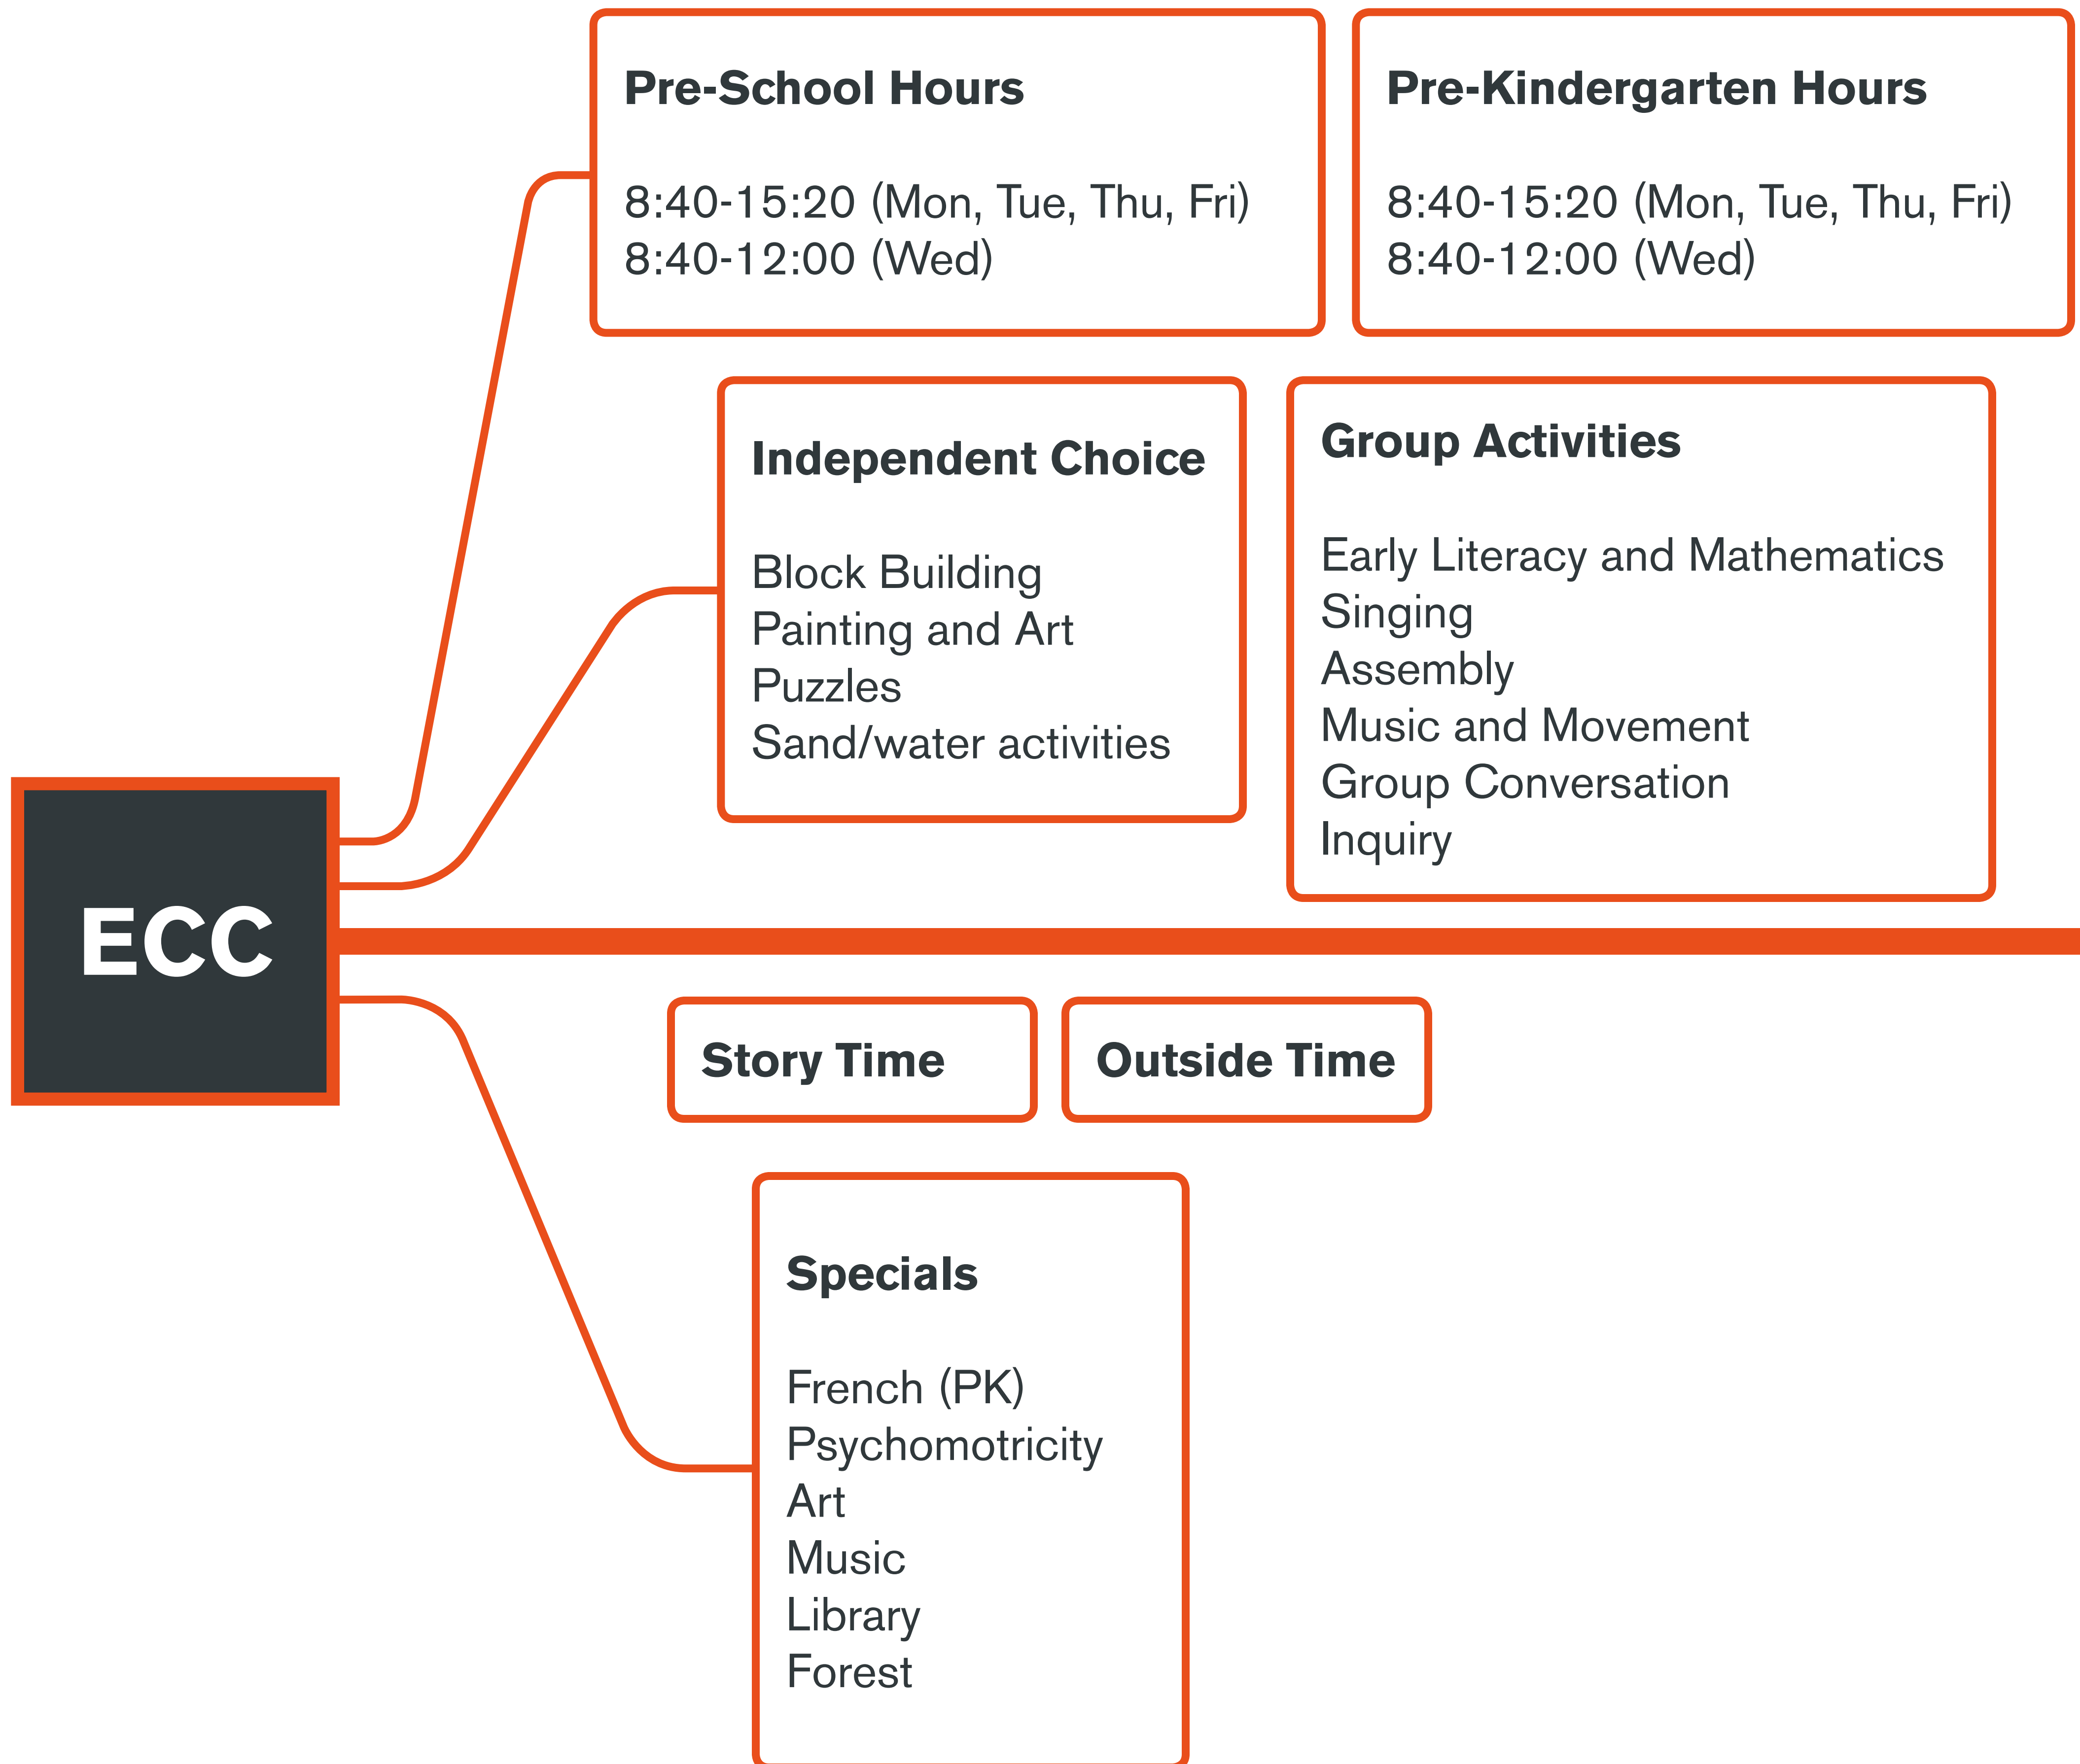 Pre-School Hours
8:40-15:20 (Mon, Tue, Thu, Fri)
8:40-12:00 (Wed)
Pre-Kindergarten Hours
8:40-15:20 (Mon, Tue, Thu, Fri)
8:40-12:00 (Wed)
Independent Choice
Block Building
Painting and Art
Puzzles
Sand/water activities
Group Activities
Early Literacy and Mathematics
Singing
Assembly
Music and Movement
Group Conversation
Inquiry
ECC
Story Time
Outside Time
Specials
French (PK)
Psychomotricity
Art
Music
Library
Forest